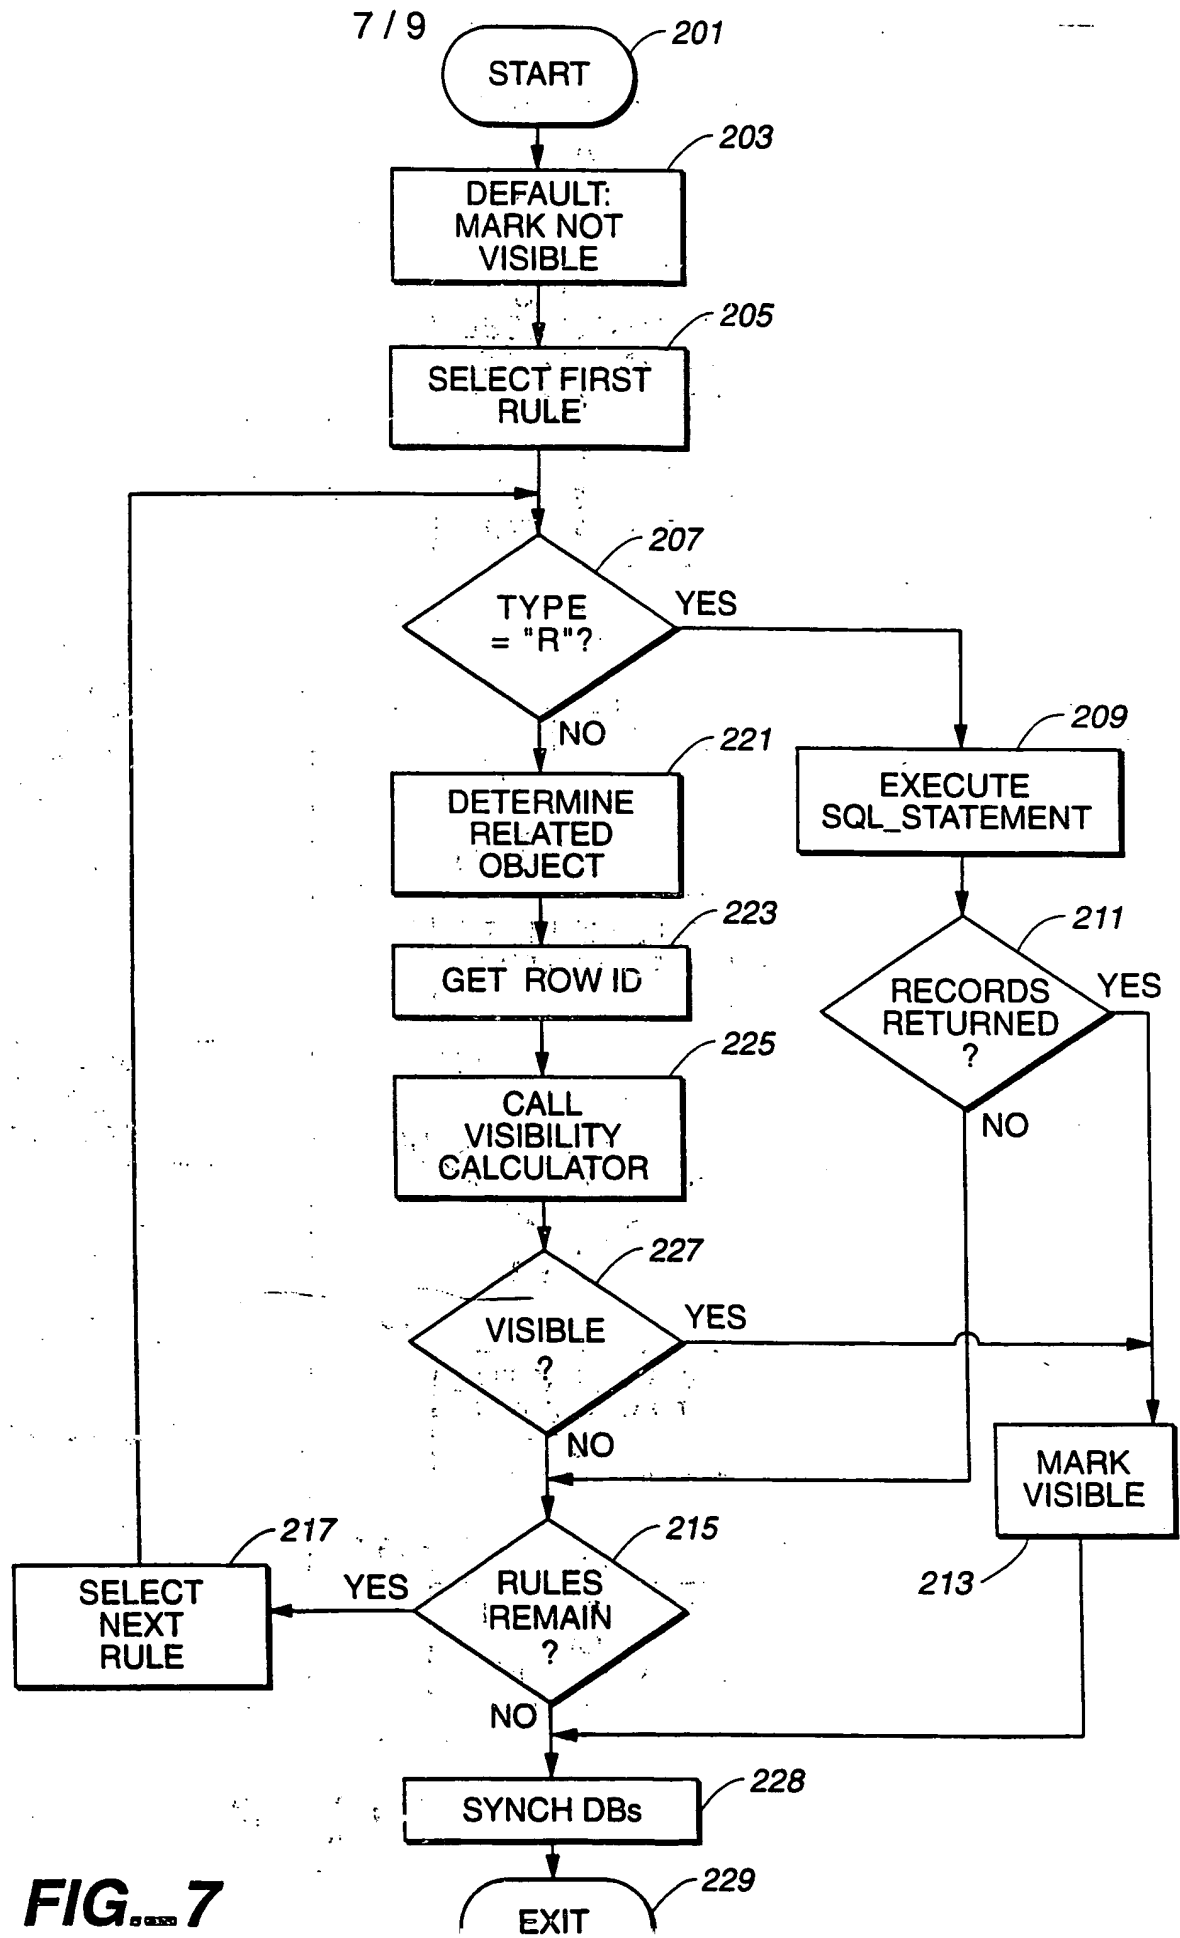 7 / 9
201
START
203
DEFAULT:
MARK NOT
VISIBLE
205
SELECT FIRST
RULE
207
TYPE
= "R"?
YES
NO
209
EXECUTE
SQL_STATEMENT
221
DETERMINE
RELATED
OBJECT
211
RECORDS
RETURNED
?
YES
NO
223
GET ROW ID
225
CALL
VISIBILITY
CALCULATOR
227
VISIBLE
?
YES
NO
MARK
VISIBLE
213
215
RULES
REMAIN
?
YES
NO
217
SELECT
NEXT
RULE
228
SYNCH DBs
229
EXIT
FIG._7